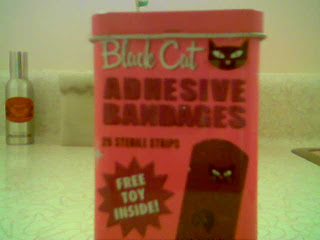 Black Cat
ADHESIVE
BANDAGES
25 STERILE STRIPS
FREE
TOY
INSIDE!